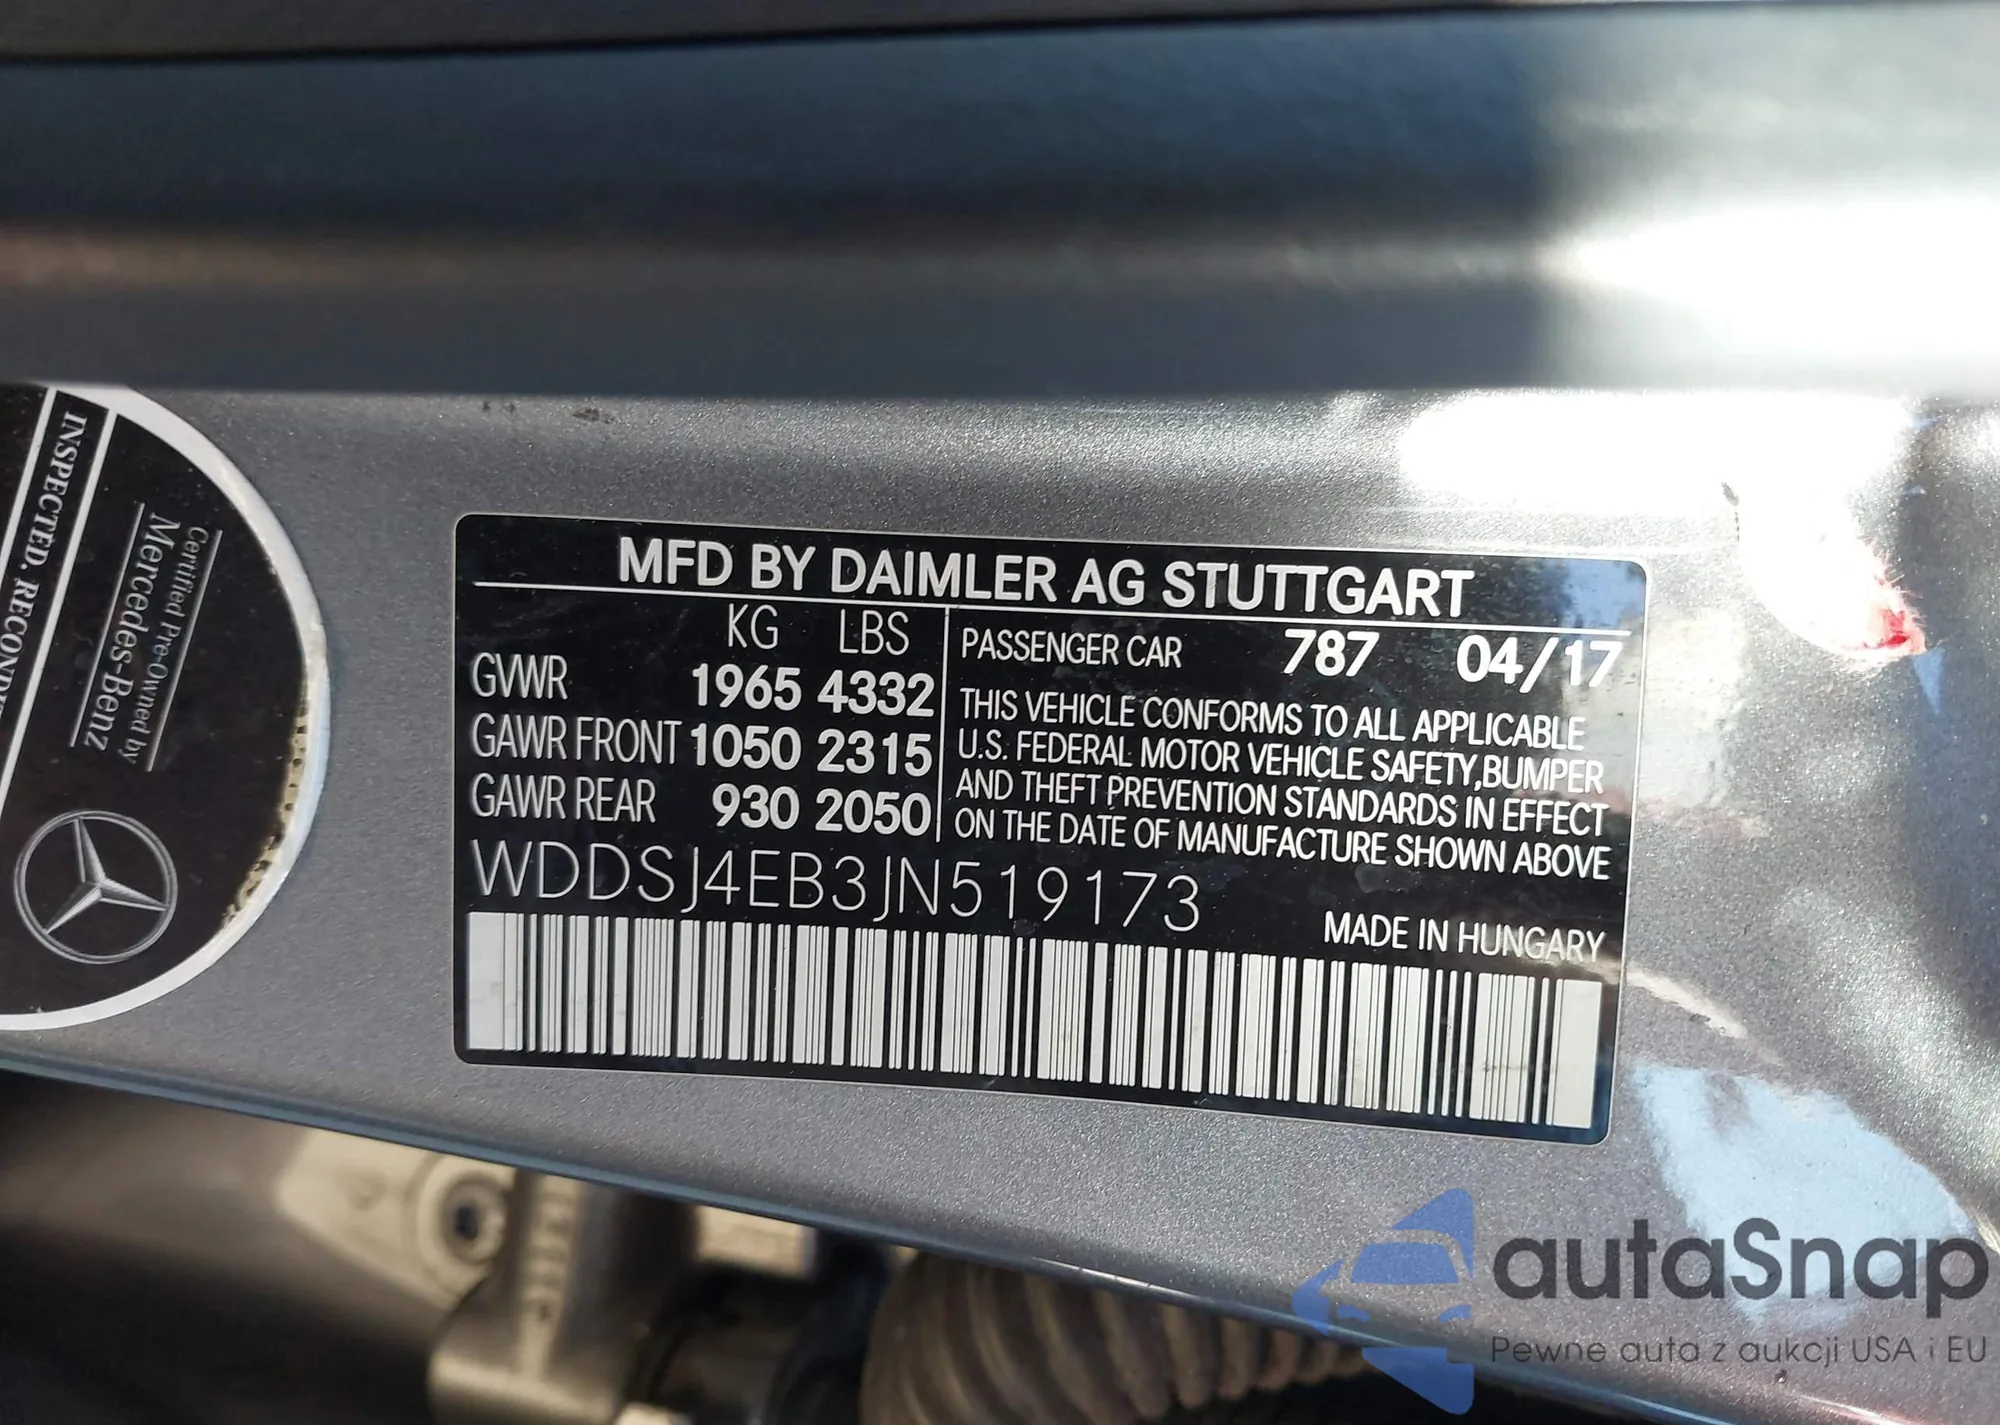 INSPECTED. RECOND
Certified Pre-Owned by
Mercedes-Benz
MFD BY DAIMLER AG STUTTGART
KG LBS
GVWR 1965 4332
GAWR FRONT 1050 2315
GAWR REAR 930 2050
PASSENGER CAR 787 04/17
THIS VEHICLE CONFORMS TO ALL APPLICABLE
U.S. FEDERAL MOTOR VEHICLE SAFETY,BUMPER
AND THEFT PREVENTION STANDARDS IN EFFECT
ON THE DATE OF MANUFACTURE SHOWN ABOVE
WDDSJ4EB3JN519173
MADE IN HUNGARY
autaSnap
Pewne auta z aukcji USA i EU